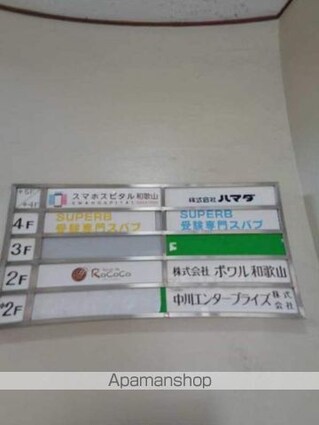 スマホスピタル和歌山
SMAHOSPITAL
株式会社 ハマダ
4F
SUPERB
受験専門スパブ
SUPERB
受験専門スパブ
3F
2F
RoCoCo
株式会社 ポワル和歌山
2F
中川エンタープライズ 株式会社
Apamanshop